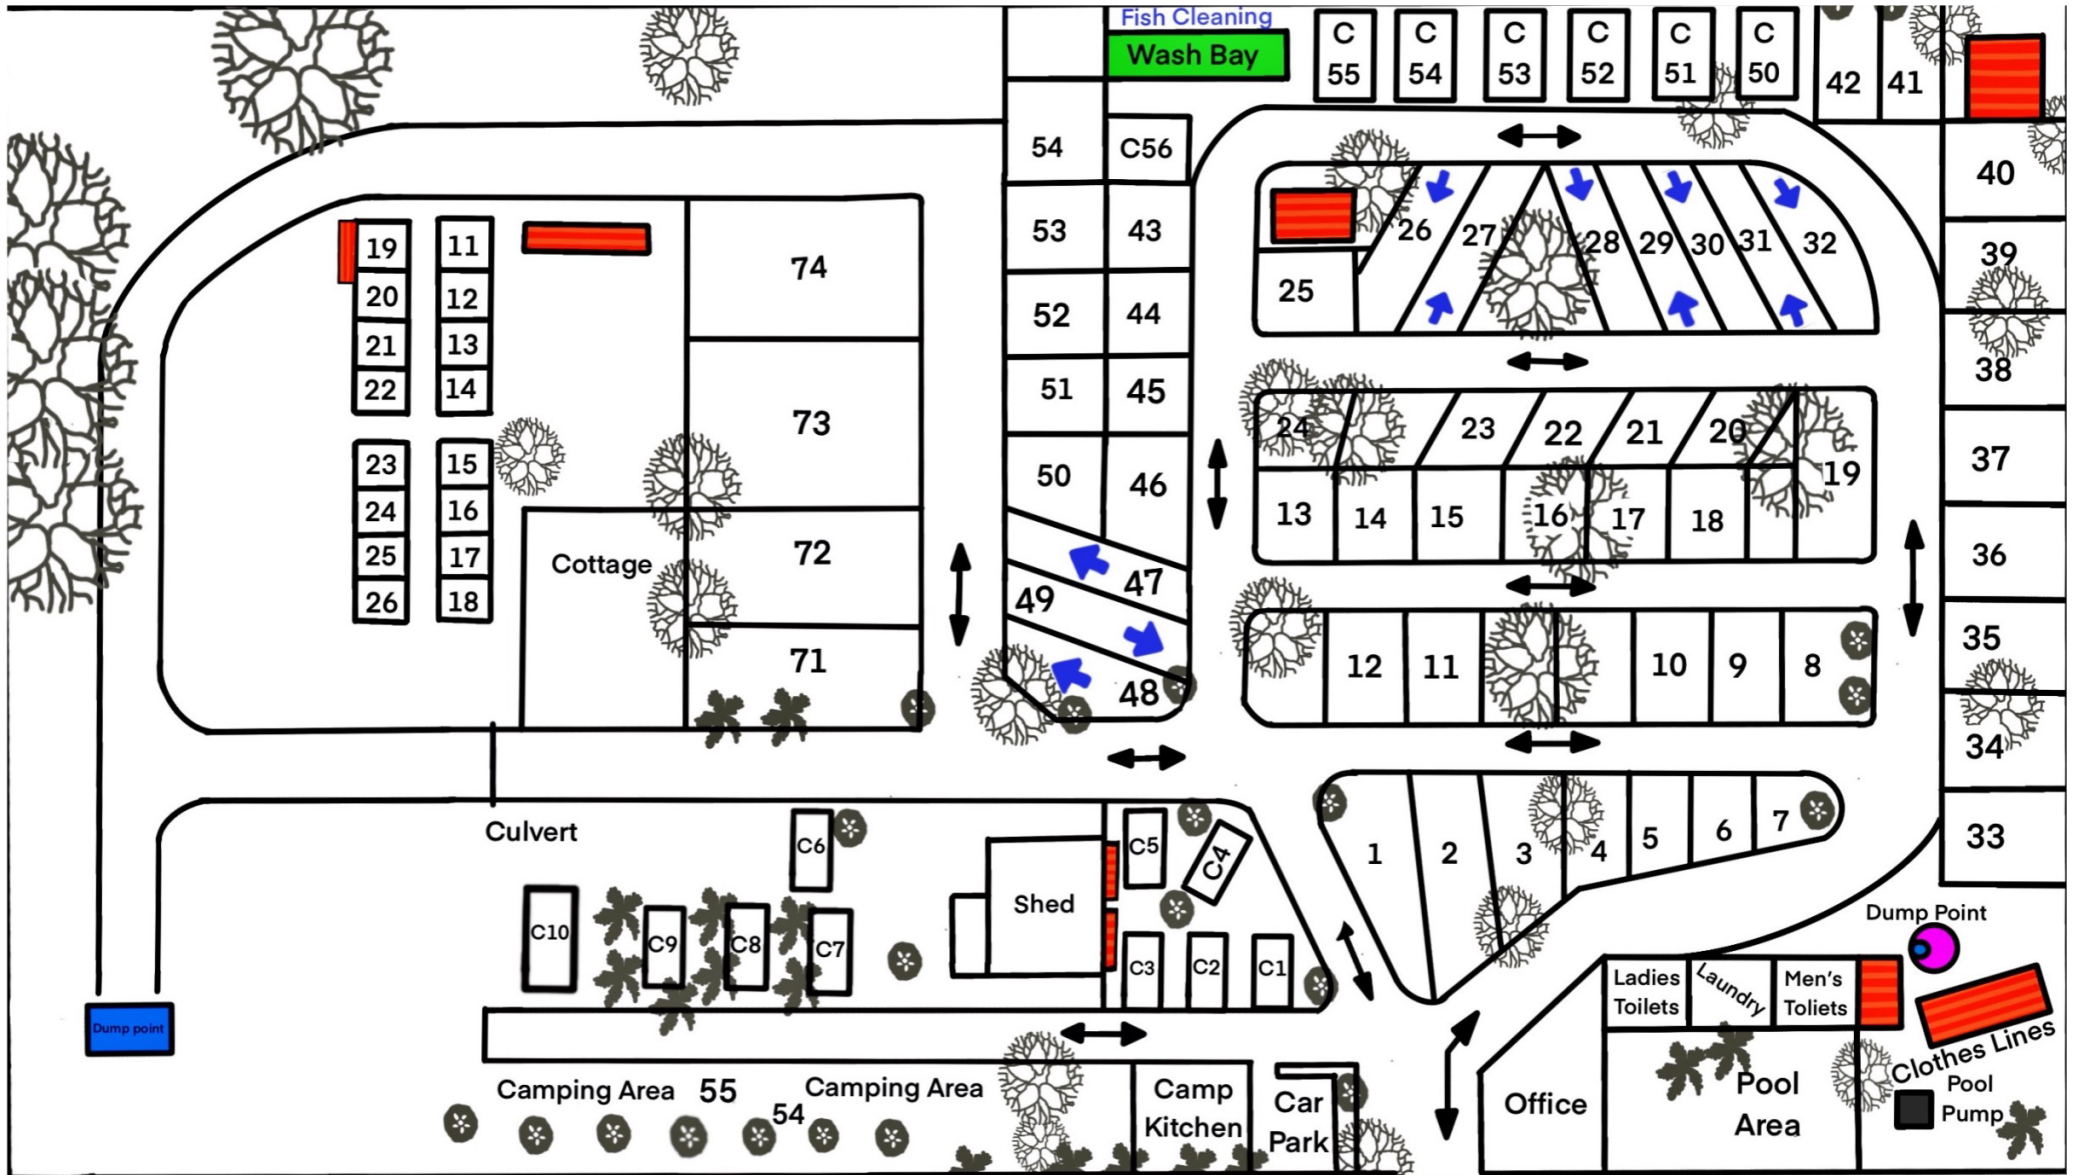 Fish Cleaning
Wash Bay
C
55
C
54
C
53
C
52
C
51
C
50
42
41
54
C56
40
53
43
26
27
28
29
30
31
32
39
25
52
44
38
51
45
24
23
22
21
20
19
37
50
46
13
14
15
16
17
18
36
47
49
48
12
11
10
9
8
35
34
1
2
3
4
5
6
7
33
19
11
20
12
21
13
22
14
23
15
24
16
25
17
26
18
74
73
72
71
Cottage
Culvert
C6
C5
C4
C10
C9
C8
C7
Shed
C3
C2
C1
Dump point
Camping Area
55
54
Camping Area
Camp
Kitchen
Car
Park
Office
Ladies
Toilets
Laundry
Men's
Toliets
Dump Point
Clothes Lines
Pool
Area
Pool
Pump